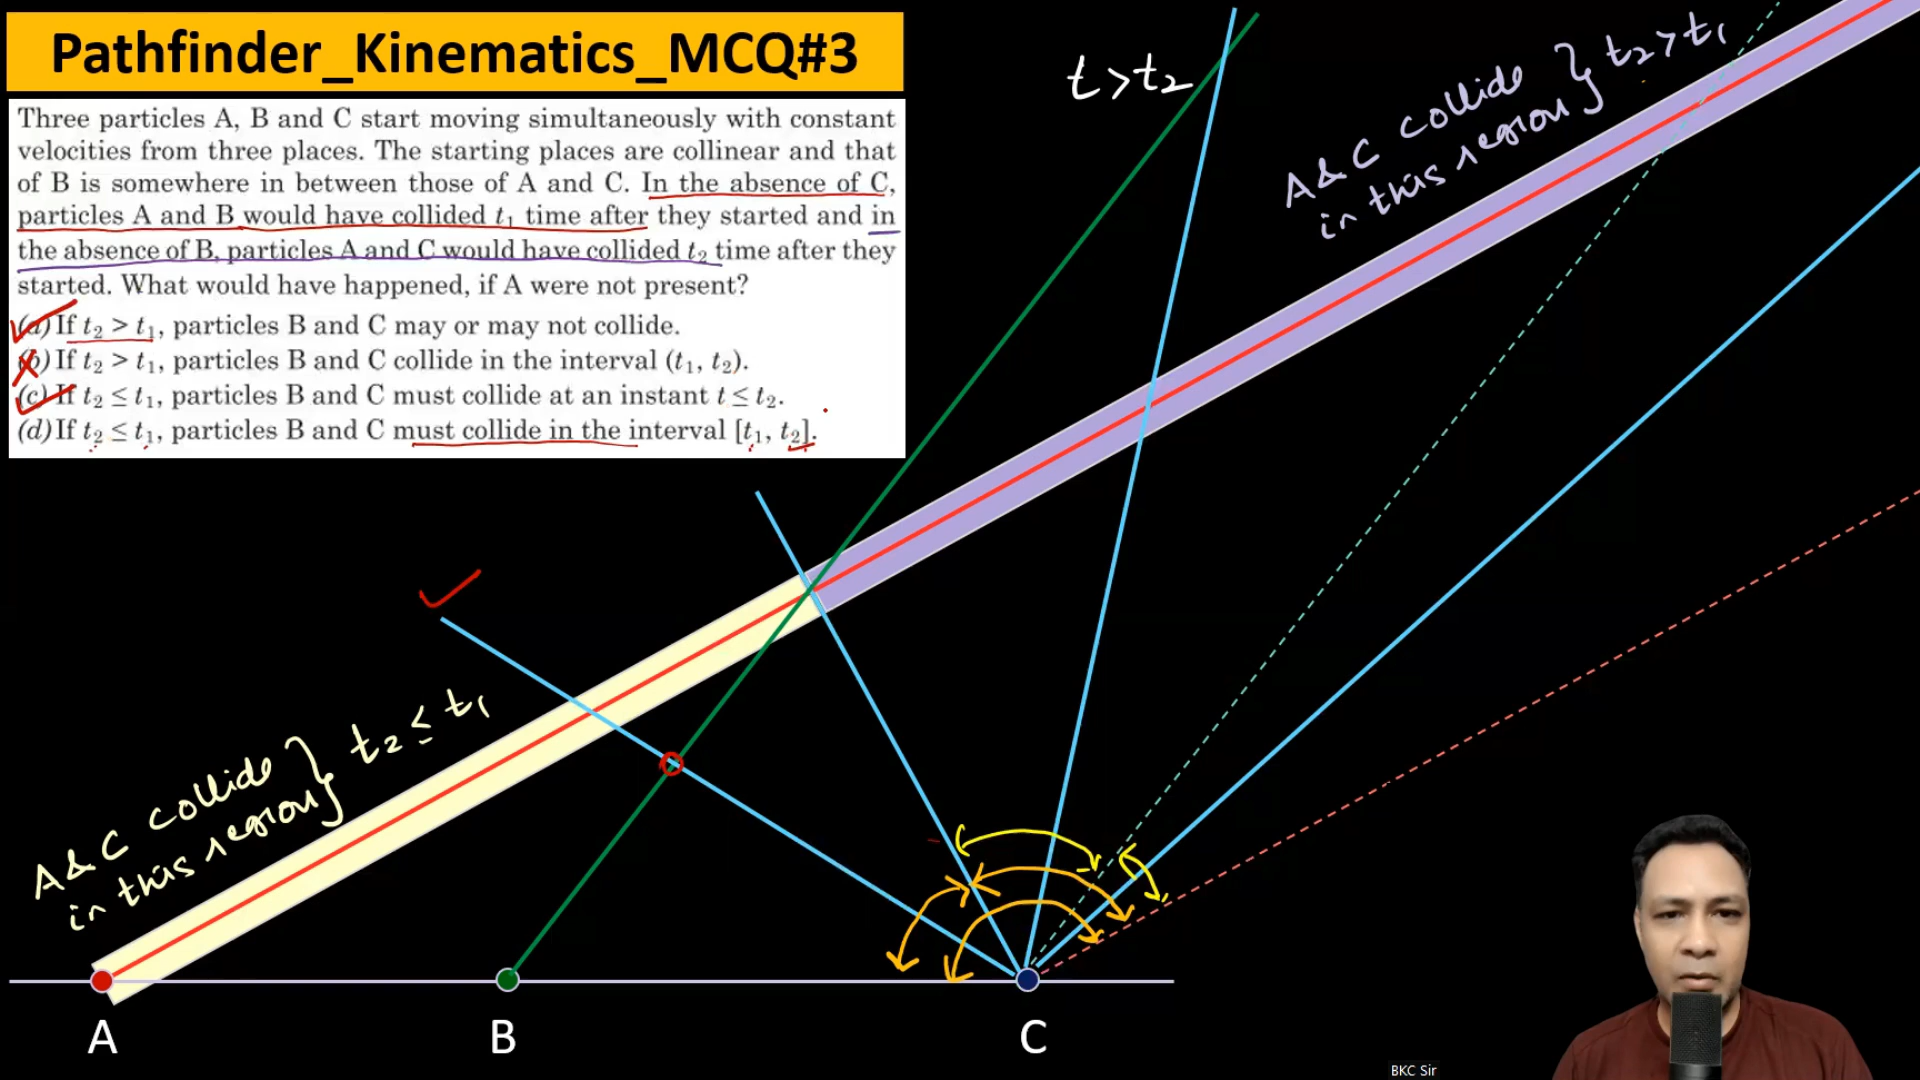 Pathfinder_Kinematics_MCQ#3
Three particles A, B and C start moving simultaneously with constant
velocities from three places. The starting places are collinear and that
of B is somewhere in between those of A and C. In the absence of C,
particles A and B would have collided t₁ time after they started and in
the absence of B, particles A and C would have collided t₂ time after they
started. What would have happened, if A were not present?
(a) If t₂ > t₁, particles B and C may or may not collide.
(b) If t₂ > t₁, particles B and C collide in the interval (t₁, t₂).
(c) If t₂ ≤ t₁, particles B and C must collide at an instant t ≤ t₂.
(d) If t₂ ≤ t₁, particles B and C must collide in the interval [t₁, t₂].
t > t₂
A & C collide
in this region } t₂ > t₁
A & C collide
in this region } t₂ ≤ t₁
A
B
C
BKC Sir